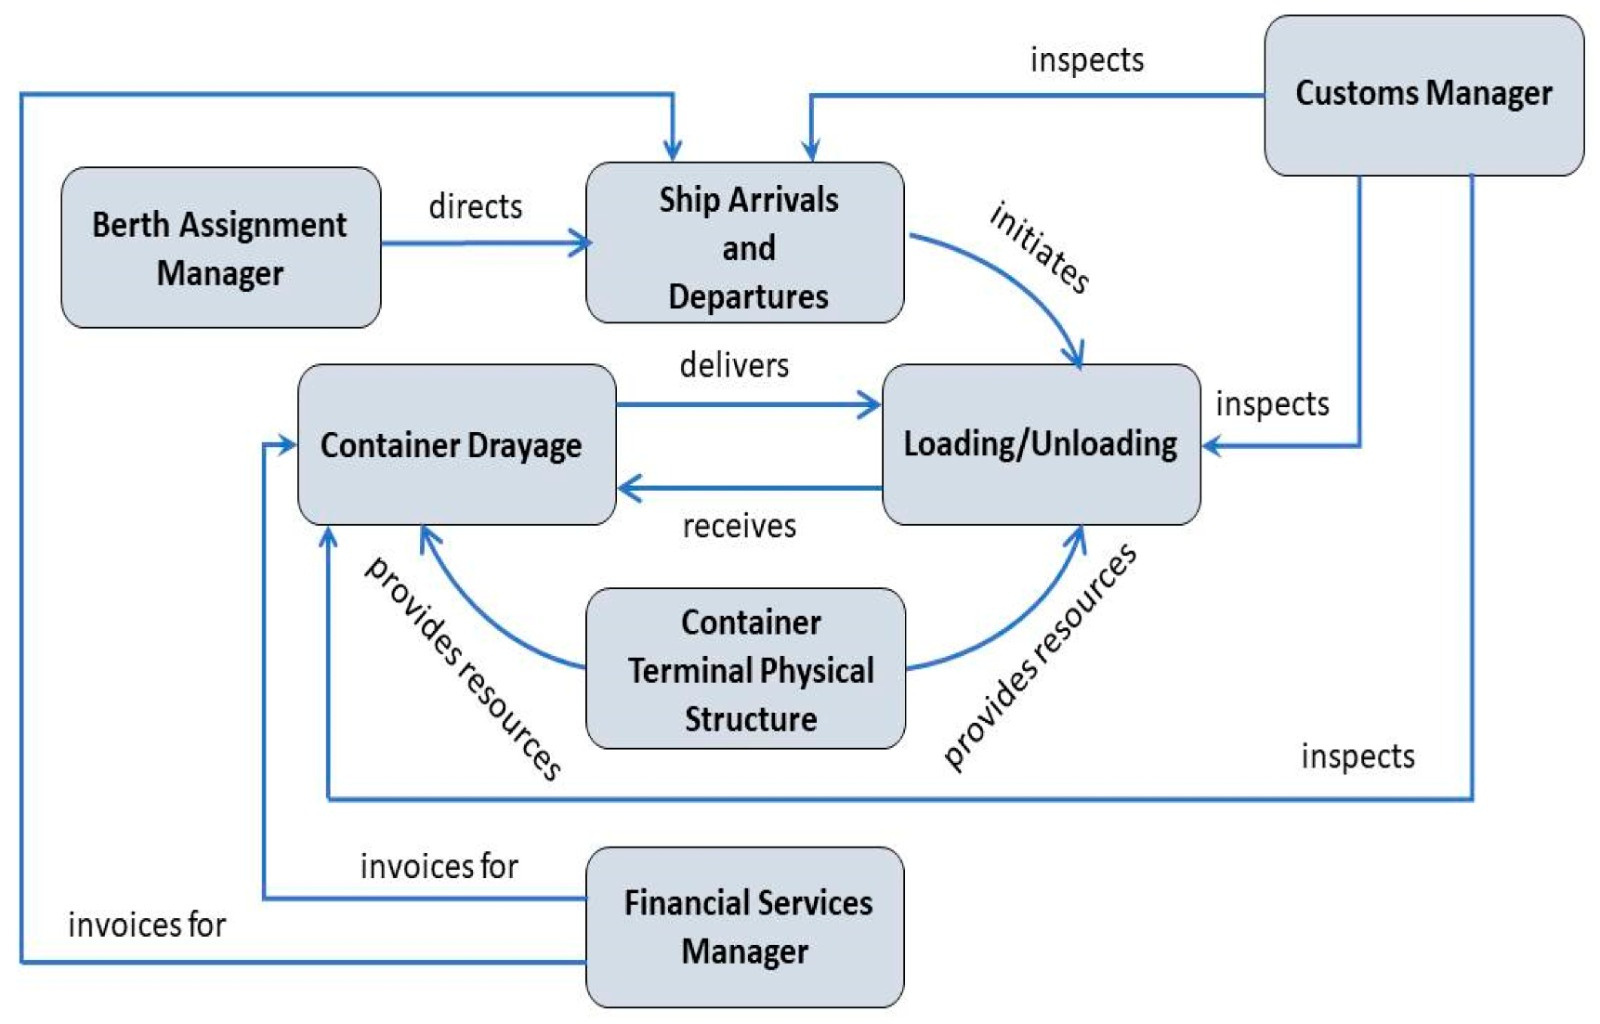 inspects
Customs Manager
Berth Assignment
Manager
directs
Ship Arrivals
and
Departures
initiates
delivers
Container Drayage
Loading/Unloading
inspects
receives
provides resources
Container
Terminal Physical
Structure
provides resources
inspects
invoices for
invoices for
Financial Services
Manager